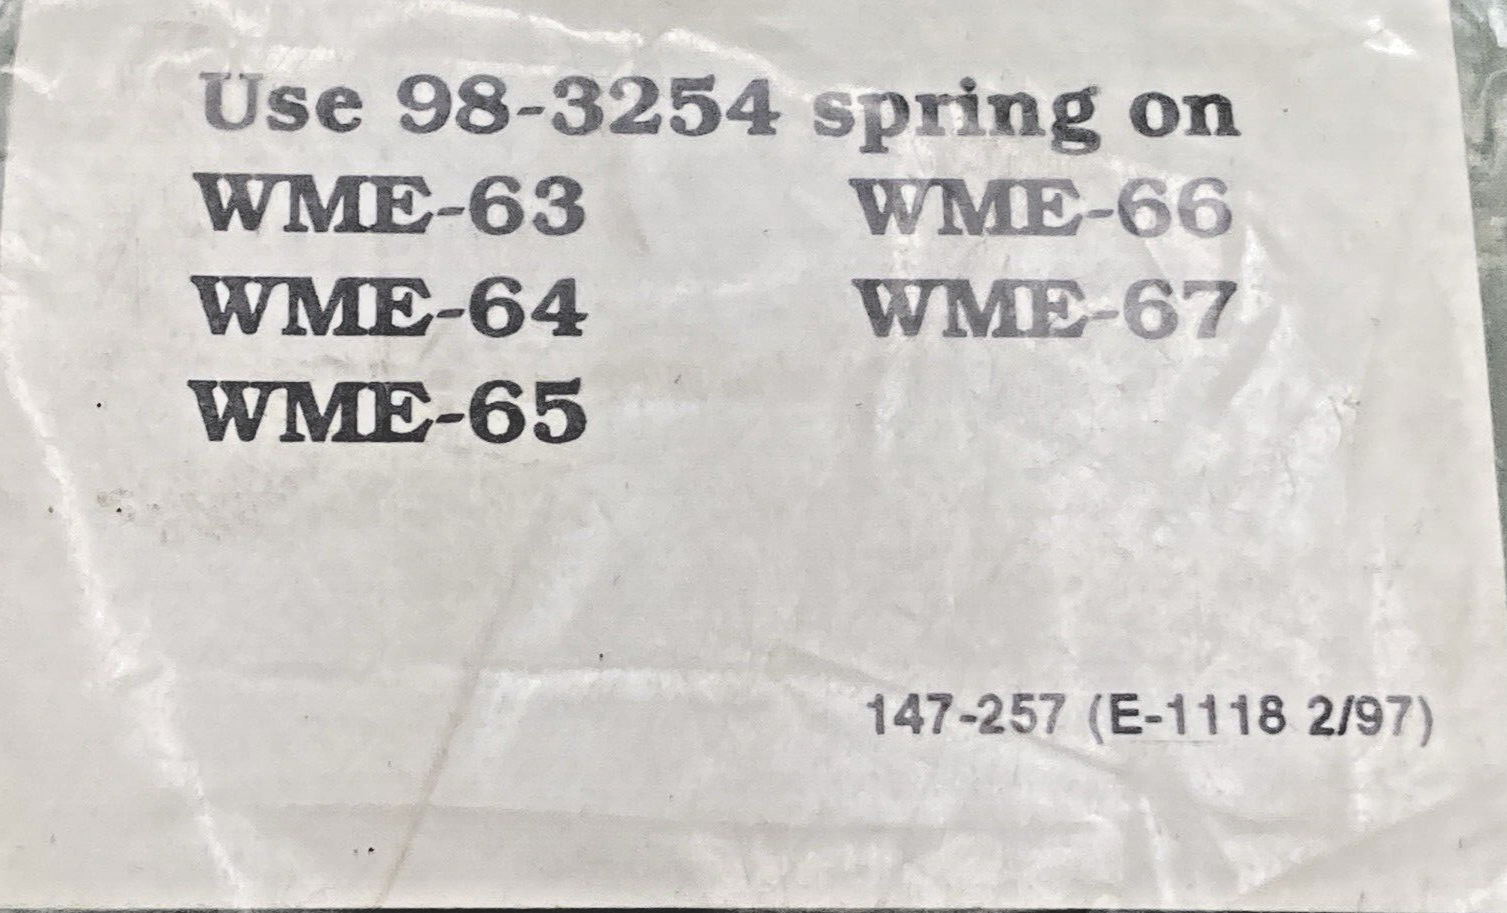 Use 98-3254 spring on
WME-63 WME-66
WME-64 WME-67
WME-65
147-257 (E-1118 2/97)